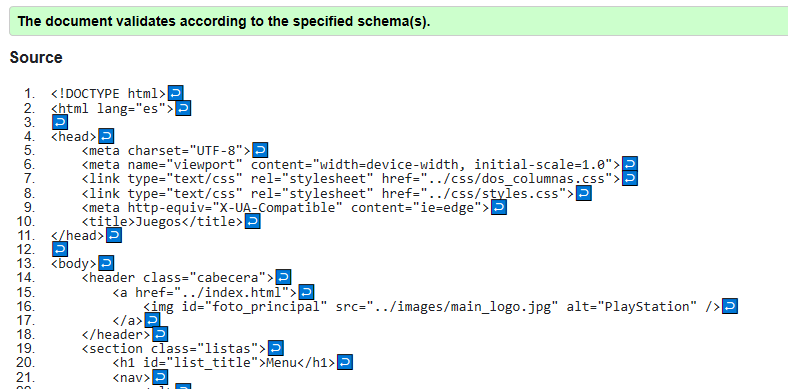 The document validates according to the specified schema(s).
Source
1. <!DOCTYPE html>
2. <html lang="es">
3.
4. <head>
5.     <meta charset="UTF-8">
6.     <meta name="viewport" content="width=device-width, initial-scale=1.0">
7.     <link type="text/css" rel="stylesheet" href="../css/dos_columnas.css">
8.     <link type="text/css" rel="stylesheet" href="../css/styles.css">
9.     <meta http-equiv="X-UA-Compatible" content="ie=edge">
10.     <title>Juegos</title>
11. </head>
12.
13. <body>
14.     <header class="cabecera">
15.         <a href="../index.html">
16.             <img id="foto_principal" src="../images/main_logo.jpg" alt="PlayStation" />
17.         </a>
18.     </header>
19.     <section class="listas">
20.         <h1 id="list_title">Menu</h1>
21.         <nav>